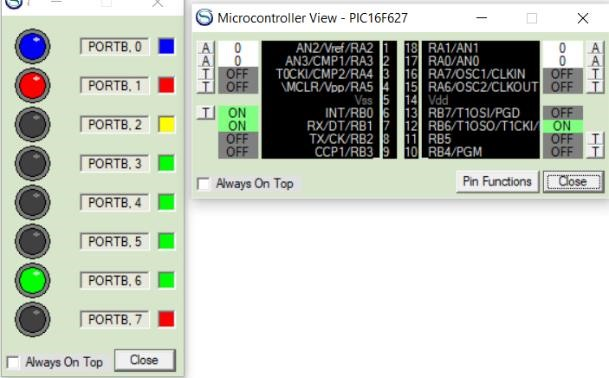 PORTB, 0
PORTB, 1
PORTB, 2
PORTB, 3
PORTB, 4
PORTB, 5
PORTB, 6
PORTB, 7
Always On Top Close
Microcontroller View - PIC16F627
A 0 AN2/Vref/RA2 1 18 RA1/AN1 0 A
A 0 AN3/CMP1/RA3 2 17 RA0/AN0 0 A
T OFF T0CKI/CMP2/RA4 3 16 RA7/OSC1/CLKIN OFF T
T OFF \MCLR/Vpp/RA5 4 15 RA6/OSC2/CLKOUT OFF T
Vss 5 14 Vdd
T ON INT/RB0 6 13 RB7/T1OSI/PGD OFF
ON RX/DT/RB1 7 12 RB6/T1OSO/T1CKI/ ON
OFF TX/CK/RB2 8 11 RB5 OFF T
OFF CCP1/RB3 9 10 RB4/PGM OFF T
Always On Top Pin Functions Close